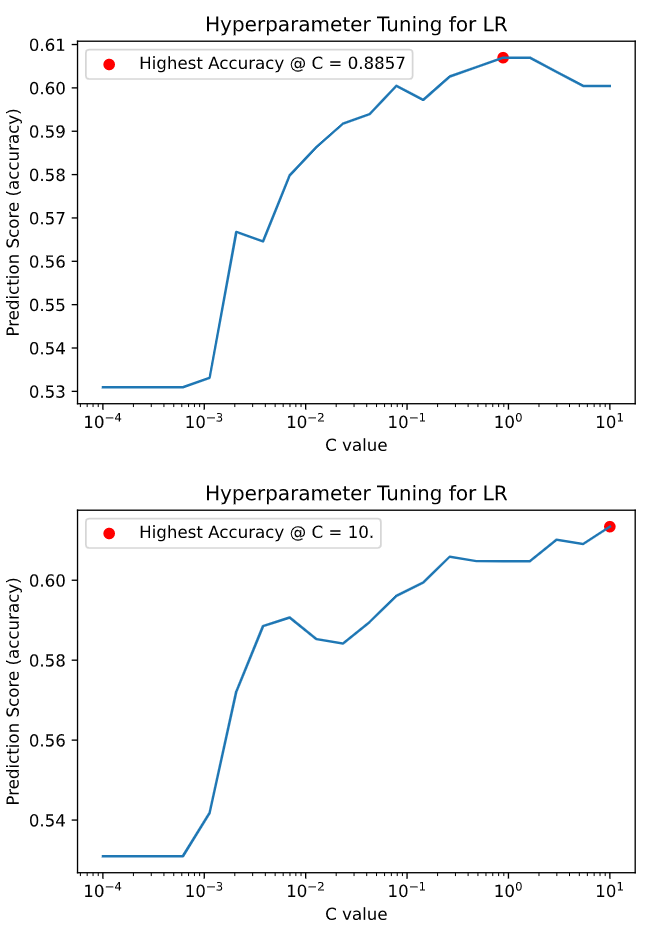 Hyperparameter Tuning for LR
Highest Accuracy @ C = 0.8857
Prediction Score (accuracy)
0.61
0.60
0.59
0.58
0.57
0.56
0.55
0.54
0.53
10⁻⁴ 10⁻³ 10⁻² 10⁻¹ 10⁰ 10¹
C value
Hyperparameter Tuning for LR
Highest Accuracy @ C = 10.
Prediction Score (accuracy)
0.60
0.58
0.56
0.54
10⁻⁴ 10⁻³ 10⁻² 10⁻¹ 10⁰ 10¹
C value